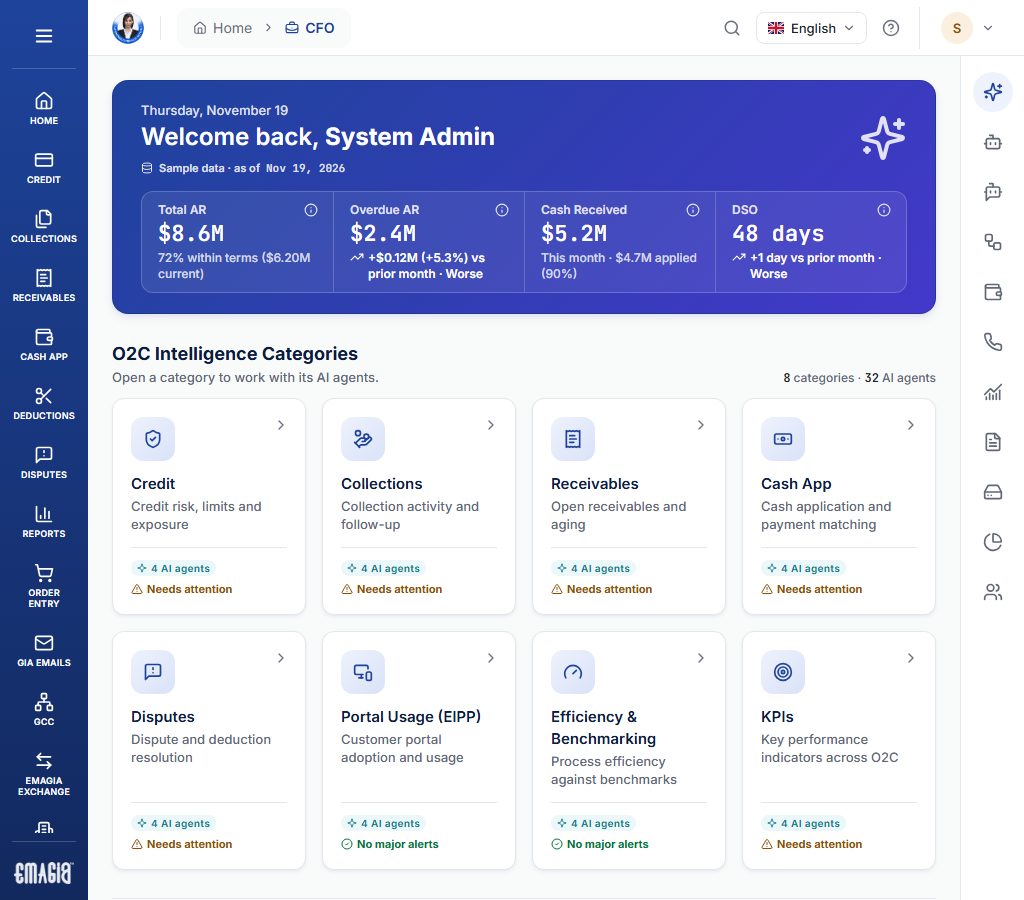 Home
CFO
English
S
HOME
CREDIT
COLLECTIONS
RECEIVABLES
CASH APP
DEDUCTIONS
DISPUTES
REPORTS
ORDER
ENTRY
GIA EMAILS
GCC
EMAGIA
EXCHANGE
EMAGIA
Thursday, November 19
Welcome back, System Admin
Sample data · as of Nov 19, 2026
Total AR
$8.6M
72% within terms ($6.20M
current)
Overdue AR
$2.4M
+$0.12M (+5.3%) vs
prior month · Worse
Cash Received
$5.2M
This month · $4.7M applied
(90%)
DSO
48 days
+1 day vs prior month ·
Worse
O2C Intelligence Categories
Open a category to work with its AI agents.
8 categories · 32 AI agents
Credit
Credit risk, limits and
exposure
4 AI agents
Needs attention
Collections
Collection activity and
follow-up
4 AI agents
Needs attention
Receivables
Open receivables and
aging
4 AI agents
Needs attention
Cash App
Cash application and
payment matching
4 AI agents
Needs attention
Disputes
Dispute and deduction
resolution
4 AI agents
Needs attention
Portal Usage (EIPP)
Customer portal
adoption and usage
4 AI agents
No major alerts
Efficiency &
Benchmarking
Process efficiency
against benchmarks
4 AI agents
No major alerts
KPIs
Key performance
indicators across O2C
4 AI agents
Needs attention